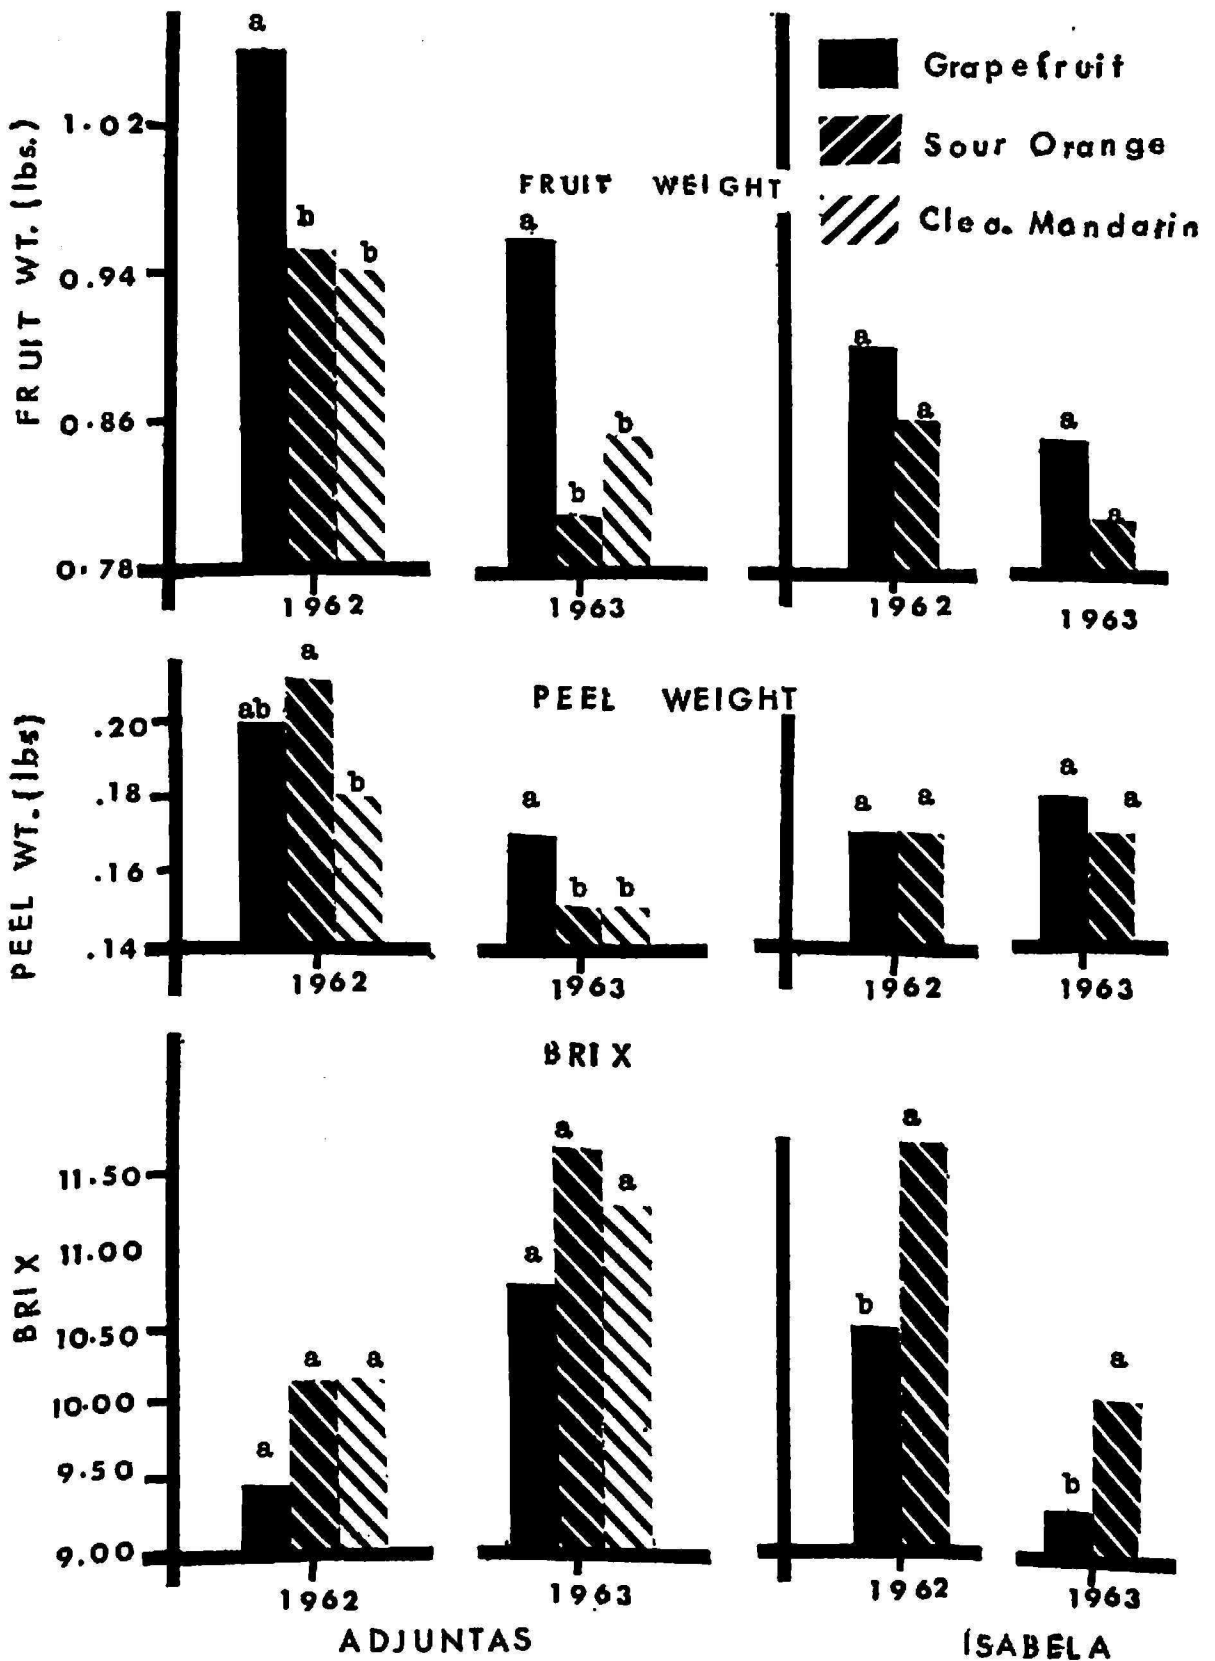 a
1.02
FRUIT WT. (lbs.)
Grapefruit
Sour Orange
Cleo. Mandarin
FRUIT WEIGHT
b
b
a
0.94
a
a
b
a
0.86
b
a
0.78
1962
1963
1962
1963
a
PEEL WEIGHT
ab
.20
PEEL WT. (lbs)
b
.18
a
a
a
a
a
.16
b
b
.14
1962
1963
1962
1963
BRIX
a
a
11.50
a
11.00
a
BRIX
b
10.50
a
a
a
10.00
a
9.50
b
9.00
1962
1963
1962
1963
ADJUNTAS
ISABELA